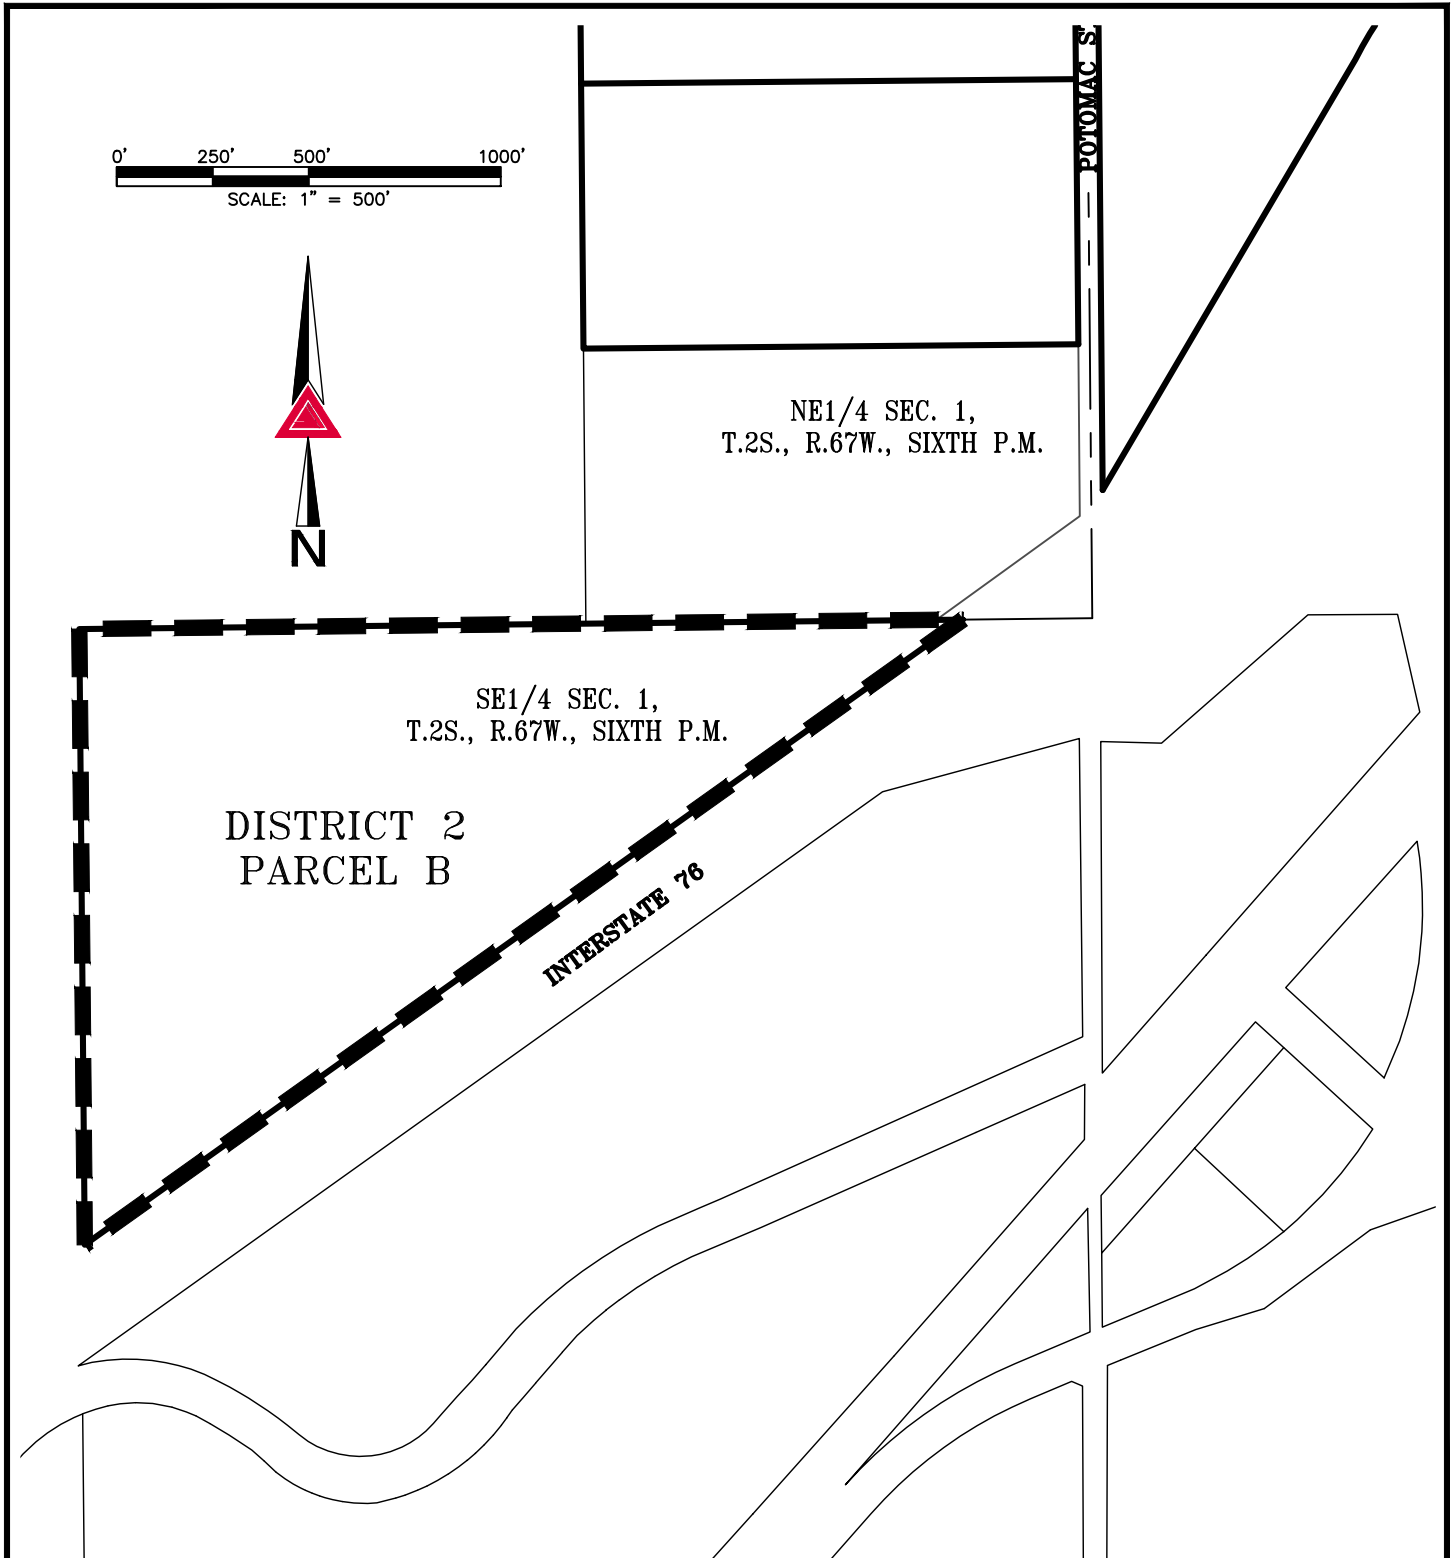 POTOMAC S
0' 250' 500' 1000'
SCALE: 1" = 500'
NE1/4 SEC. 1,
T.2S., R.67W., SIXTH P.M.
N
SE1/4 SEC. 1,
T.2S., R.67W., SIXTH P.M.
DISTRICT 2
PARCEL B
INTERSTATE 76